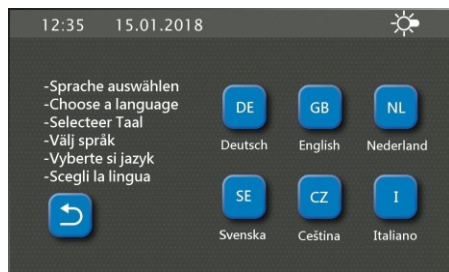 12:35 15.01.2018
-Sprache auswählen
-Choose a language
-Selecteer Taal
-Välj språk
-Vyberte si jazyk
-Scegli la lingua
DE GB NL
Deutsch English Nederland
SE CZ I
Svenska Ceština Italiano